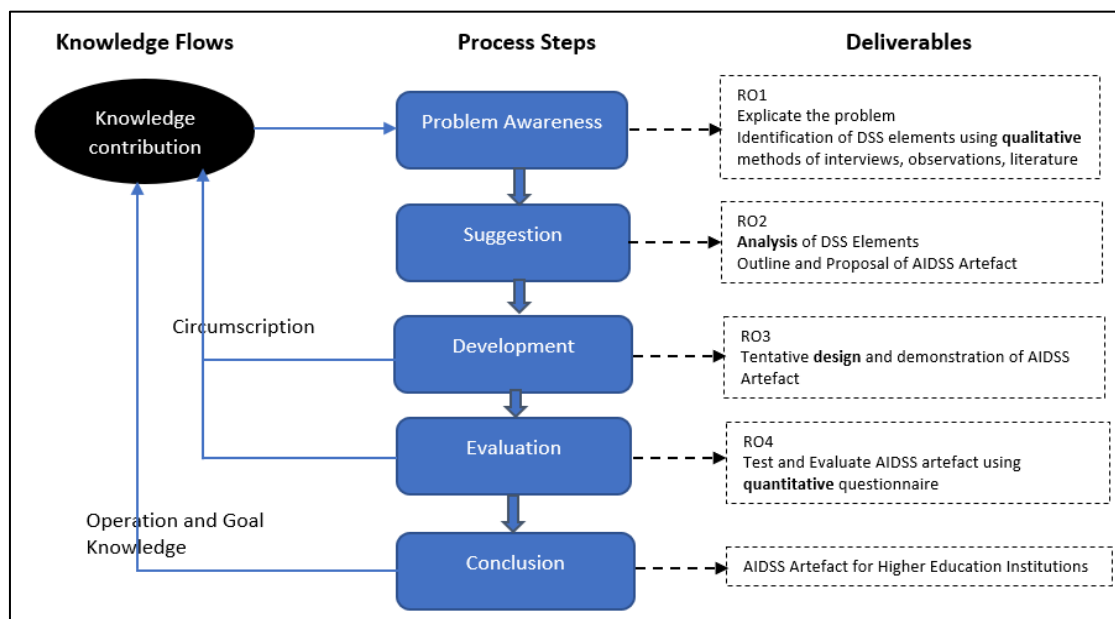 Knowledge Flows
Process Steps
Deliverables
Knowledge
contribution
Problem Awareness
RO1
Explicate the problem
Identification of DSS elements using qualitative
methods of interviews, observations, literature
Suggestion
RO2
Analysis of DSS Elements
Outline and Proposal of AIDSS Artefact
Circumscription
Development
RO3
Tentative design and demonstration of AIDSS
Artefact
Evaluation
RO4
Test and Evaluate AIDSS artefact using
quantitative questionnaire
Operation and Goal
Knowledge
Conclusion
AIDSS Artefact for Higher Education Institutions